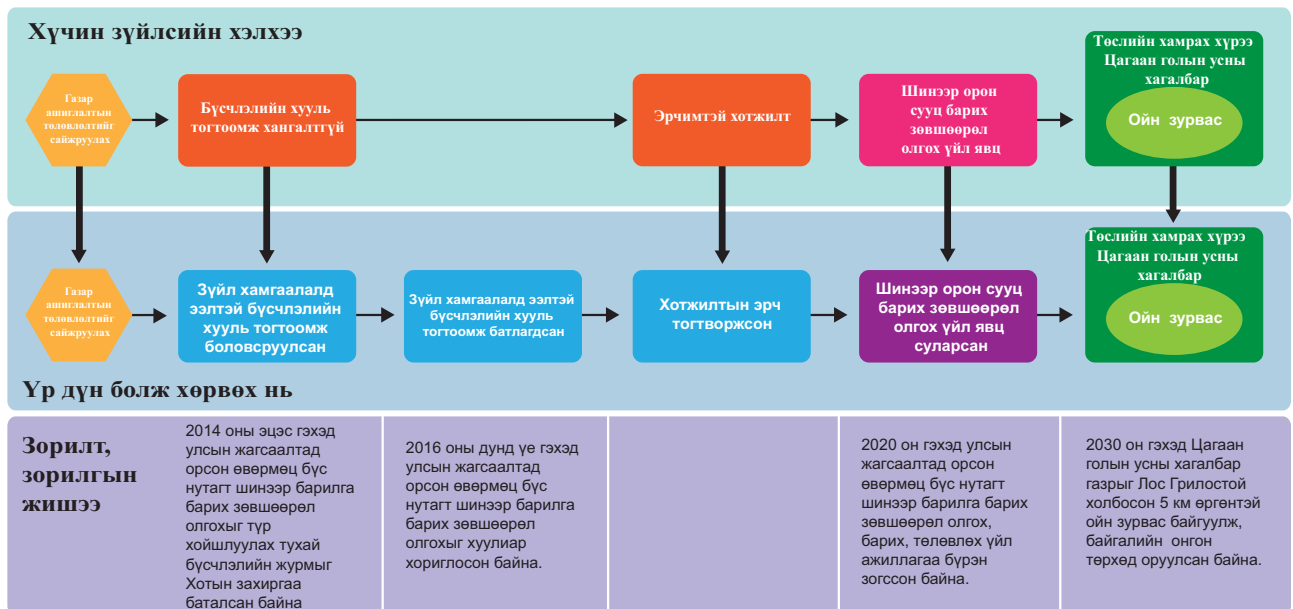 Хүчин зүйлсийн хэлхээ
Газар
ашиглалтын
төлөвлөлтийг
сайжруулах
Бүсчлэлийн хууль
тогтоомж хангалтгүй
Эрчимтэй хотжилт
Шинээр орон
сууц барих
зөвшөөрөл
олгох үйл явц
Төслийн хамрах хүрээ
Цагаан голын усны
хагалбар
Ойн зурвас
Газар
ашиглалтын
төлөвлөлтийг
сайжруулах
Зүйл хамгаалалд
ээлтэй бүсчлэлийн
хууль тогтоомж
боловсруулсан
Зүйл хамгаалалд ээлтэй
бүсчлэлийн хууль
тогтоомж батлагдсан
Хотжилтын эрч
тогтворжсон
Шинээр орон сууц
барих зөвшөөрөл
олгох үйл явц
суларсан
Төслийн хамрах хүрээ
Цагаан голын усны
хагалбар
Ойн зурвас
Үр дүн болж хөрвөх нь
Зорилт,
зорилгын
жишээ
2014 оны эцэс гэхэд
улсын жагсаалтад
орсон өвөрмөц бүс
нутагт шинээр барилга
барих зөвшөөрөл
олгохыг түр
хойшлуулах тухай
бүсчлэлийн журмыг
Хотын захиргаа
баталсан байна
2016 оны дунд үе гэхэд
улсын жагсаалтад
орсон өвөрмөц бүс
нутагт шинээр барилга
барих зөвшөөрөл
олгохыг хуулиар
хориглосон байна.
2020 он гэхэд улсын
жагсаалтад орсон
өвөрмөц бүс нутагт
шинээр барилга барих
зөвшөөрөл олгох,
барих, төлөвлөх үйл
ажиллагаа бүрэн
зогссон байна.
2030 он гэхэд Цагаан
голын усны хагалбар
газрыг Лос Грилостой
холбосон 5 км өргөнтэй
ойн зурвас байгуулж,
байгалийн онгон
төрхөд оруулсан байна.